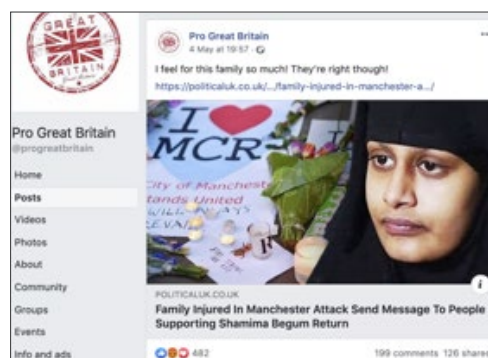 GREAT
BRITAIN
Pro Great Britain
@progreatbritain
Home
Posts
Videos
Photos
About
Community
Groups
Events
Info and ads
Pro Great Britain
4 May at 19:57
I feel for this family so much! They're right though!
https://politicaluk.co.uk/.../family-injured-in-manchester-a.../
I
MCR
City of Manchest
tands United
POLITICALUK.CO.UK
Family Injured In Manchester Attack Send Message To People
Supporting Shamima Begum Return
482
199 comments 126 shares